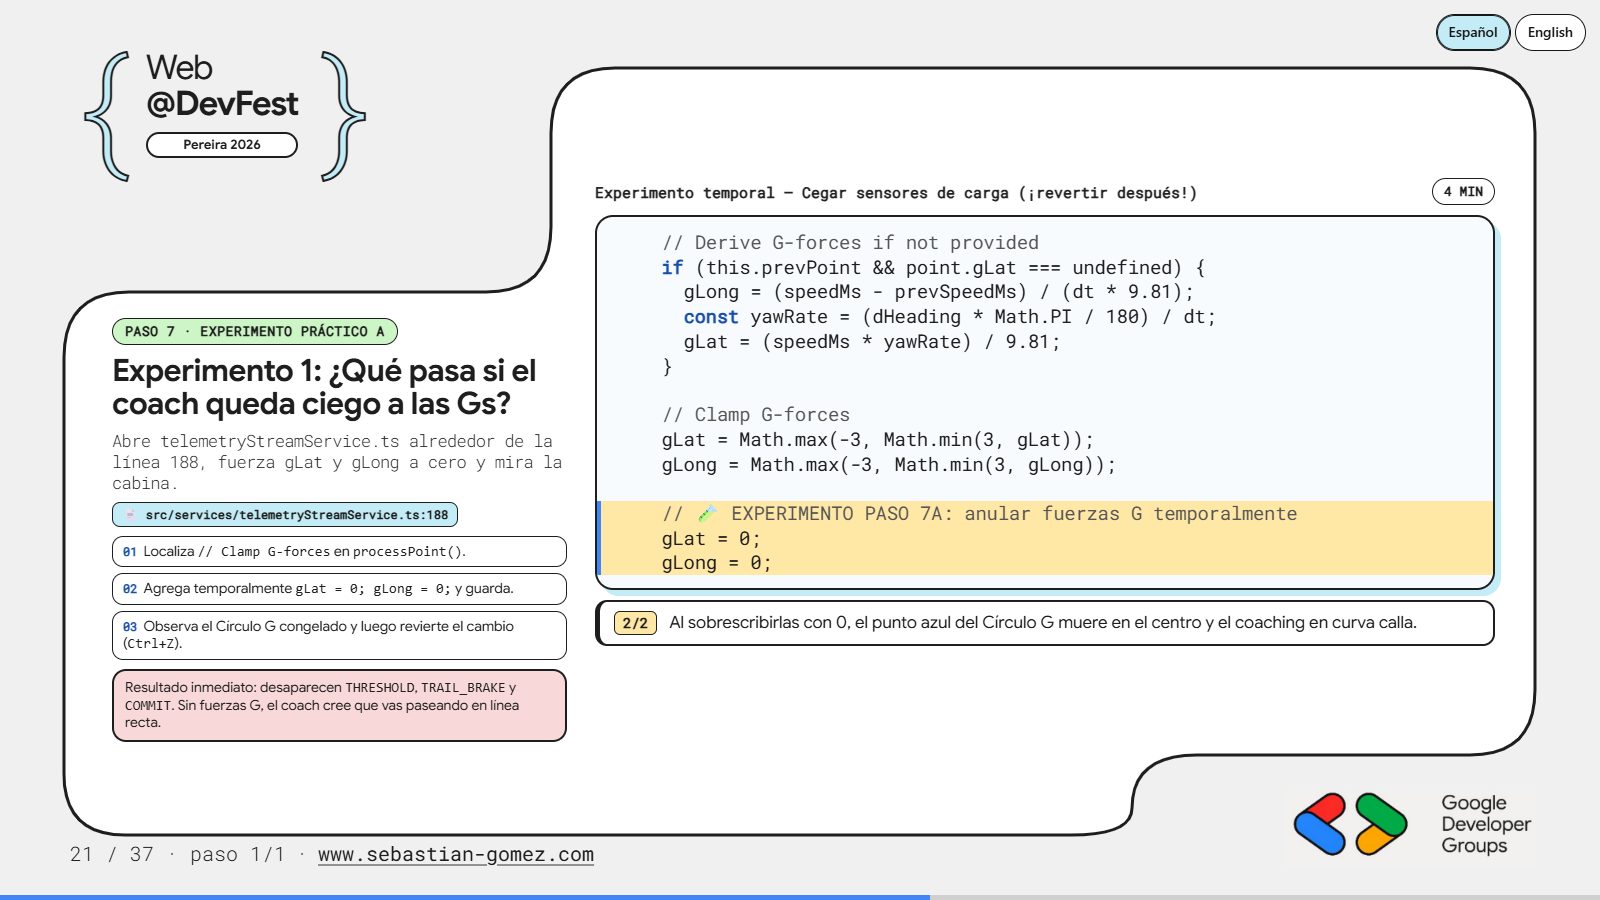 Español
English
Web
@DevFest
Pereira 2026
PASO 7 · EXPERIMENTO PRÁCTICO A
Experimento 1: ¿Qué pasa si el
coach queda ciego a las Gs?
Abre telemetryStreamService.ts alrededor de la
línea 188, fuerza gLat y gLong a cero y mira la
cabina.
src/services/telemetryStreamService.ts:188
01 Localiza // Clamp G-forces en processPoint().
02 Agrega temporalmente gLat = 0; gLong = 0; y guarda.
03 Observa el Círculo G congelado y luego revierte el cambio
(Ctrl+Z).
Resultado inmediato: desaparecen THRESHOLD, TRAIL_BRAKE y
COMMIT. Sin fuerzas G, el coach cree que vas paseando en línea
recta.
Experimento temporal — Cegar sensores de carga (¡revertir después!)
4 MIN
// Derive G-forces if not provided
if (this.prevPoint && point.gLat === undefined) {
gLong = (speedMs - prevSpeedMs) / (dt * 9.81);
const yawRate = (dHeading * Math.PI / 180) / dt;
gLat = (speedMs * yawRate) / 9.81;
}
// Clamp G-forces
gLat = Math.max(-3, Math.min(3, gLat));
gLong = Math.max(-3, Math.min(3, gLong));
// 🧪 EXPERIMENTO PASO 7A: anular fuerzas G temporalmente
gLat = 0;
gLong = 0;
2/2 Al sobrescribirlas con 0, el punto azul del Círculo G muere en el centro y el coaching en curva calla.
21 / 37 · paso 1/1 · www.sebastian-gomez.com
Google
Developer
Groups